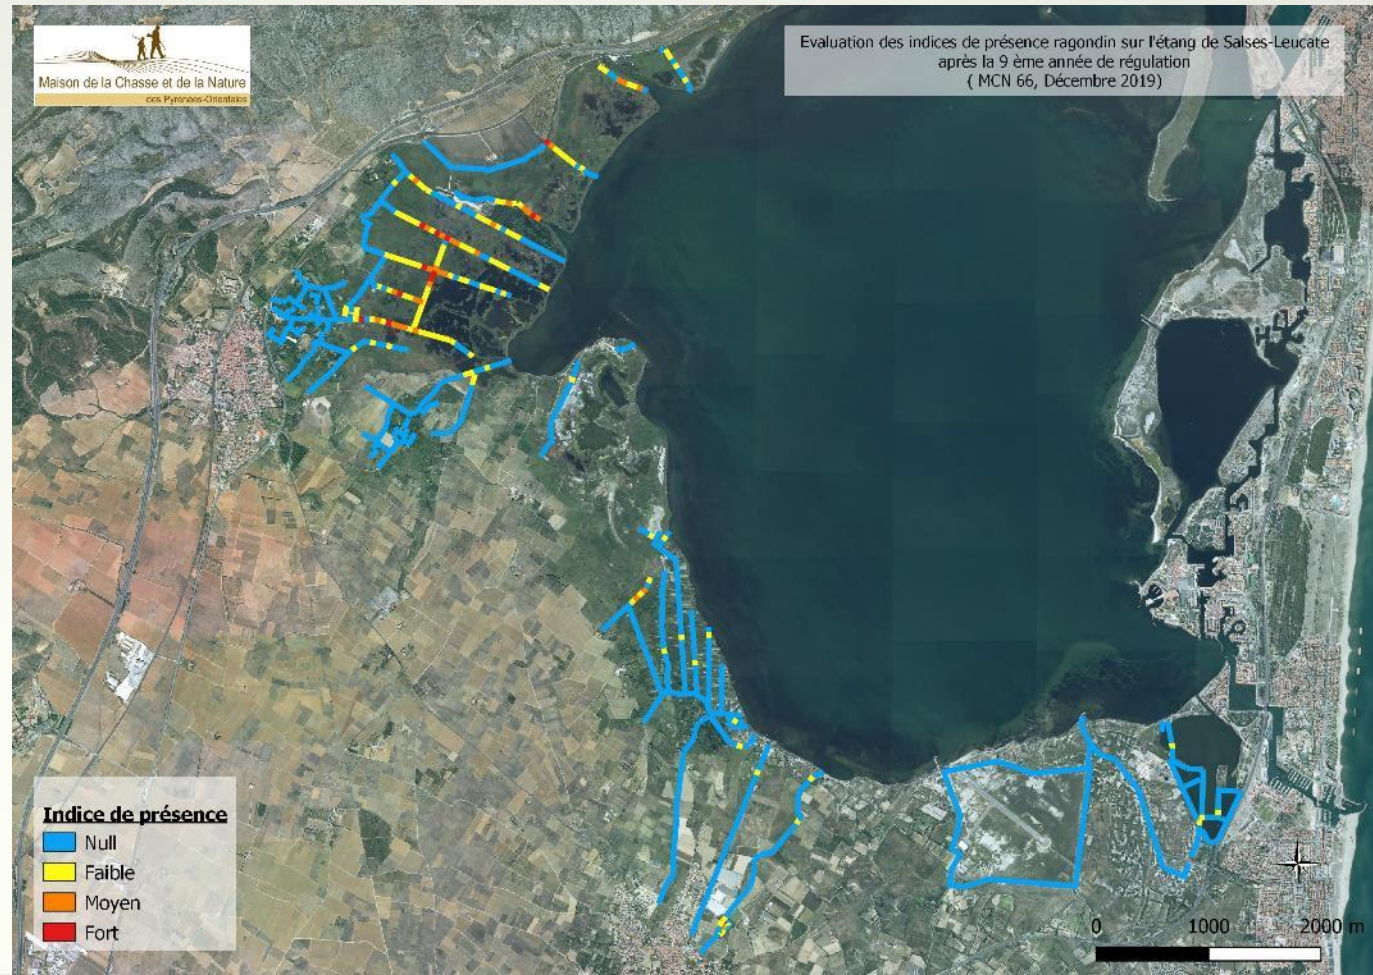 Maison de la Chasse et de la Nature
des Pyrénées-Orientales
Evaluation des indices de présence ragondin sur l'étang de Salses-Leucate
après la 9 ème année de régulation
( MCN 66, Décembre 2019)
Indice de présence
Null
Faible
Moyen
Fort
0 1000 2000 m